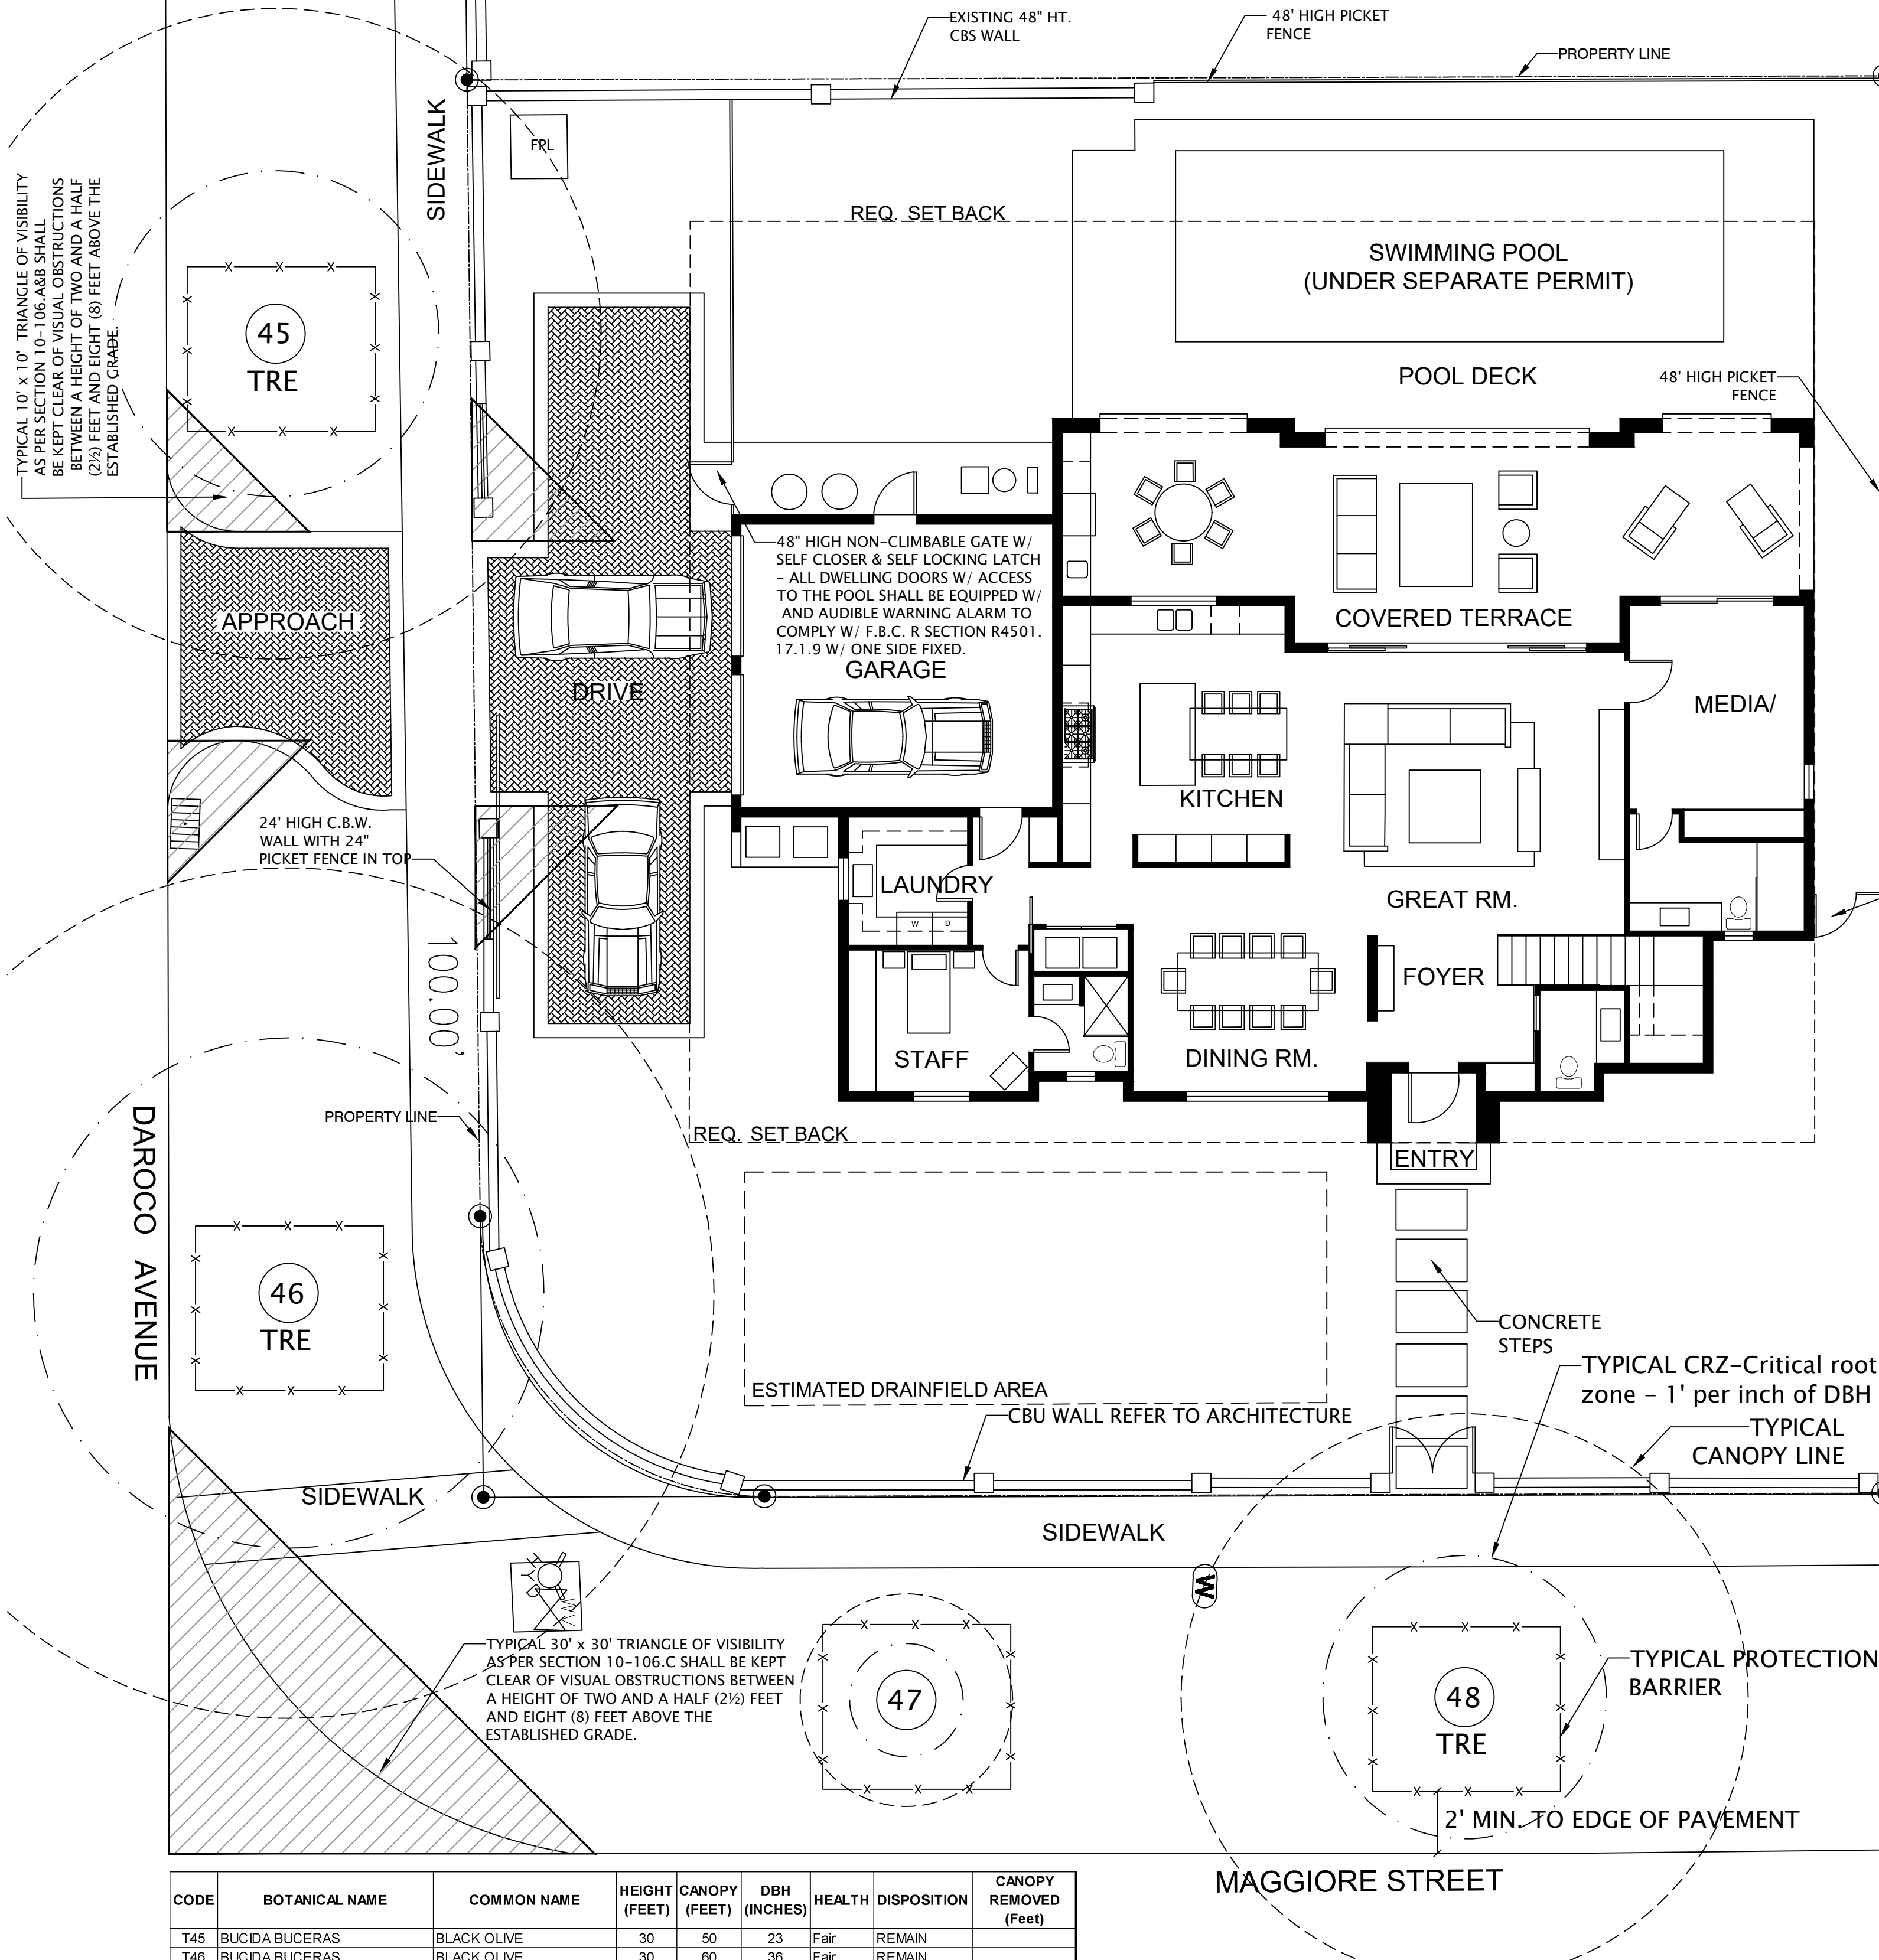 EXISTING 48" HT.
CBS WALL
48' HIGH PICKET
FENCE
PROPERTY LINE
SIDEWALK
FPL
TYPICAL 10' x 10' TRIANGLE OF VISIBILITY
AS PER SECTION 10-106.A&B SHALL
BE KEPT CLEAR OF VISUAL OBSTRUCTIONS
BETWEEN A HEIGHT OF TWO AND A HALF
(2½) FEET AND EIGHT (8) FEET ABOVE THE
ESTABLISHED GRADE.
REQ. SET BACK
SWIMMING POOL
(UNDER SEPARATE PERMIT)
45
TRE
POOL DECK
48' HIGH PICKET
FENCE
48" HIGH NON-CLIMBABLE GATE W/
SELF CLOSER & SELF LOCKING LATCH
- ALL DWELLING DOORS W/ ACCESS
TO THE POOL SHALL BE EQUIPPED W/
AND AUDIBLE WARNING ALARM TO
COMPLY W/ F.B.C. R SECTION R4501.
17.1.9 W/ ONE SIDE FIXED.
APPROACH
COVERED TERRACE
GARAGE
DRIVE
MEDIA/
KITCHEN
24' HIGH C.B.W.
WALL WITH 24"
PICKET FENCE IN TOP
LAUNDRY
W D
GREAT RM.
100.00'
FOYER
STAFF
DINING RM.
PROPERTY LINE
REQ. SET BACK
ENTRY
DAROCO AVENUE
46
TRE
CONCRETE
STEPS
TYPICAL CRZ-Critical root
zone - 1' per inch of DBH
ESTIMATED DRAINFIELD AREA
CBU WALL REFER TO ARCHITECTURE
TYPICAL
CANOPY LINE
SIDEWALK
SIDEWALK
W
TYPICAL 30' x 30' TRIANGLE OF VISIBILITY
AS PER SECTION 10-106.C SHALL BE KEPT
CLEAR OF VISUAL OBSTRUCTIONS BETWEEN
A HEIGHT OF TWO AND A HALF (2½) FEET
AND EIGHT (8) FEET ABOVE THE
ESTABLISHED GRADE.
47
48
TRE
TYPICAL PROTECTION
BARRIER
2' MIN. TO EDGE OF PAVEMENT
MAGGIORE STREET
CODE BOTANICAL NAME COMMON NAME HEIGHT (FEET) CANOPY (FEET) DBH (INCHES) HEALTH DISPOSITION CANOPY REMOVED (Feet)
T45 BUCIDA BUCERAS BLACK OLIVE 30 50 23 Fair REMAIN
T46 BUCIDA BUCERAS BLACK OLIVE 30 60 36 Fair REMAIN